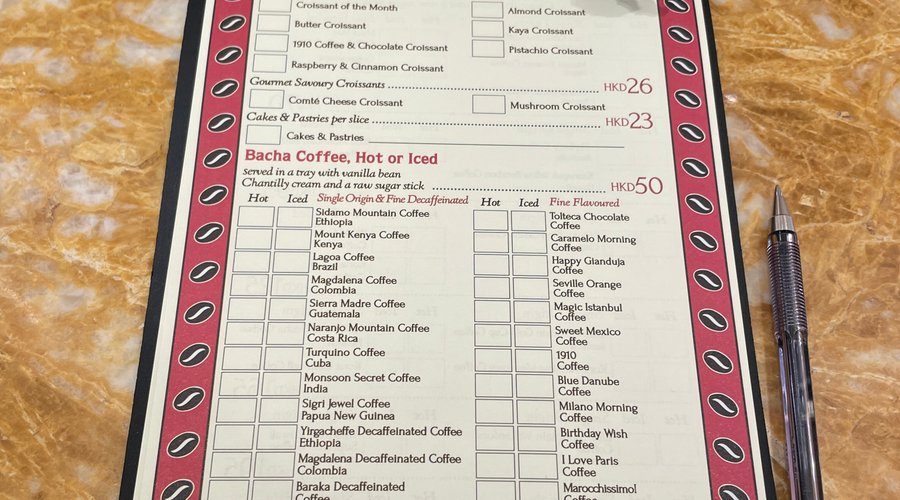 Croissant of the Month
Almond Croissant
Butter Croissant
Kaya Croissant
1910 Coffee & Chocolate Croissant
Pistachio Croissant
Raspberry & Cinnamon Croissant
Gourmet Savoury Croissants HKD26
Comté Cheese Croissant
Mushroom Croissant
Cakes & Pastries per slice HKD23
Cakes & Pastries
Bacha Coffee, Hot or Iced
served in a tray with vanilla bean
Chantilly cream and a raw sugar stick HKD50
Hot Iced Single Origin & Fine Decaffeinated
Sidamo Mountain Coffee
Ethiopia
Mount Kenya Coffee
Kenya
Lagoa Coffee
Brazil
Magdalena Coffee
Colombia
Sierra Madre Coffee
Guatemala
Naranjo Mountain Coffee
Costa Rica
Turquino Coffee
Cuba
Monsoon Secret Coffee
India
Sigri Jewel Coffee
Papua New Guinea
Yirgacheffe Decaffeinated Coffee
Ethiopia
Magdalena Decaffeinated Coffee
Colombia
Baraka Decaffeinated
Coffee
Hot Iced Fine Flavoured
Tolteca Chocolate
Coffee
Caramelo Morning
Coffee
Happy Gianduja
Coffee
Seville Orange
Coffee
Magic Istanbul
Coffee
Sweet Mexico
Coffee
1910
Coffee
Blue Danube
Coffee
Milano Morning
Coffee
Birthday Wish
Coffee
I Love Paris
Coffee
Marocchissimo!
Coffee